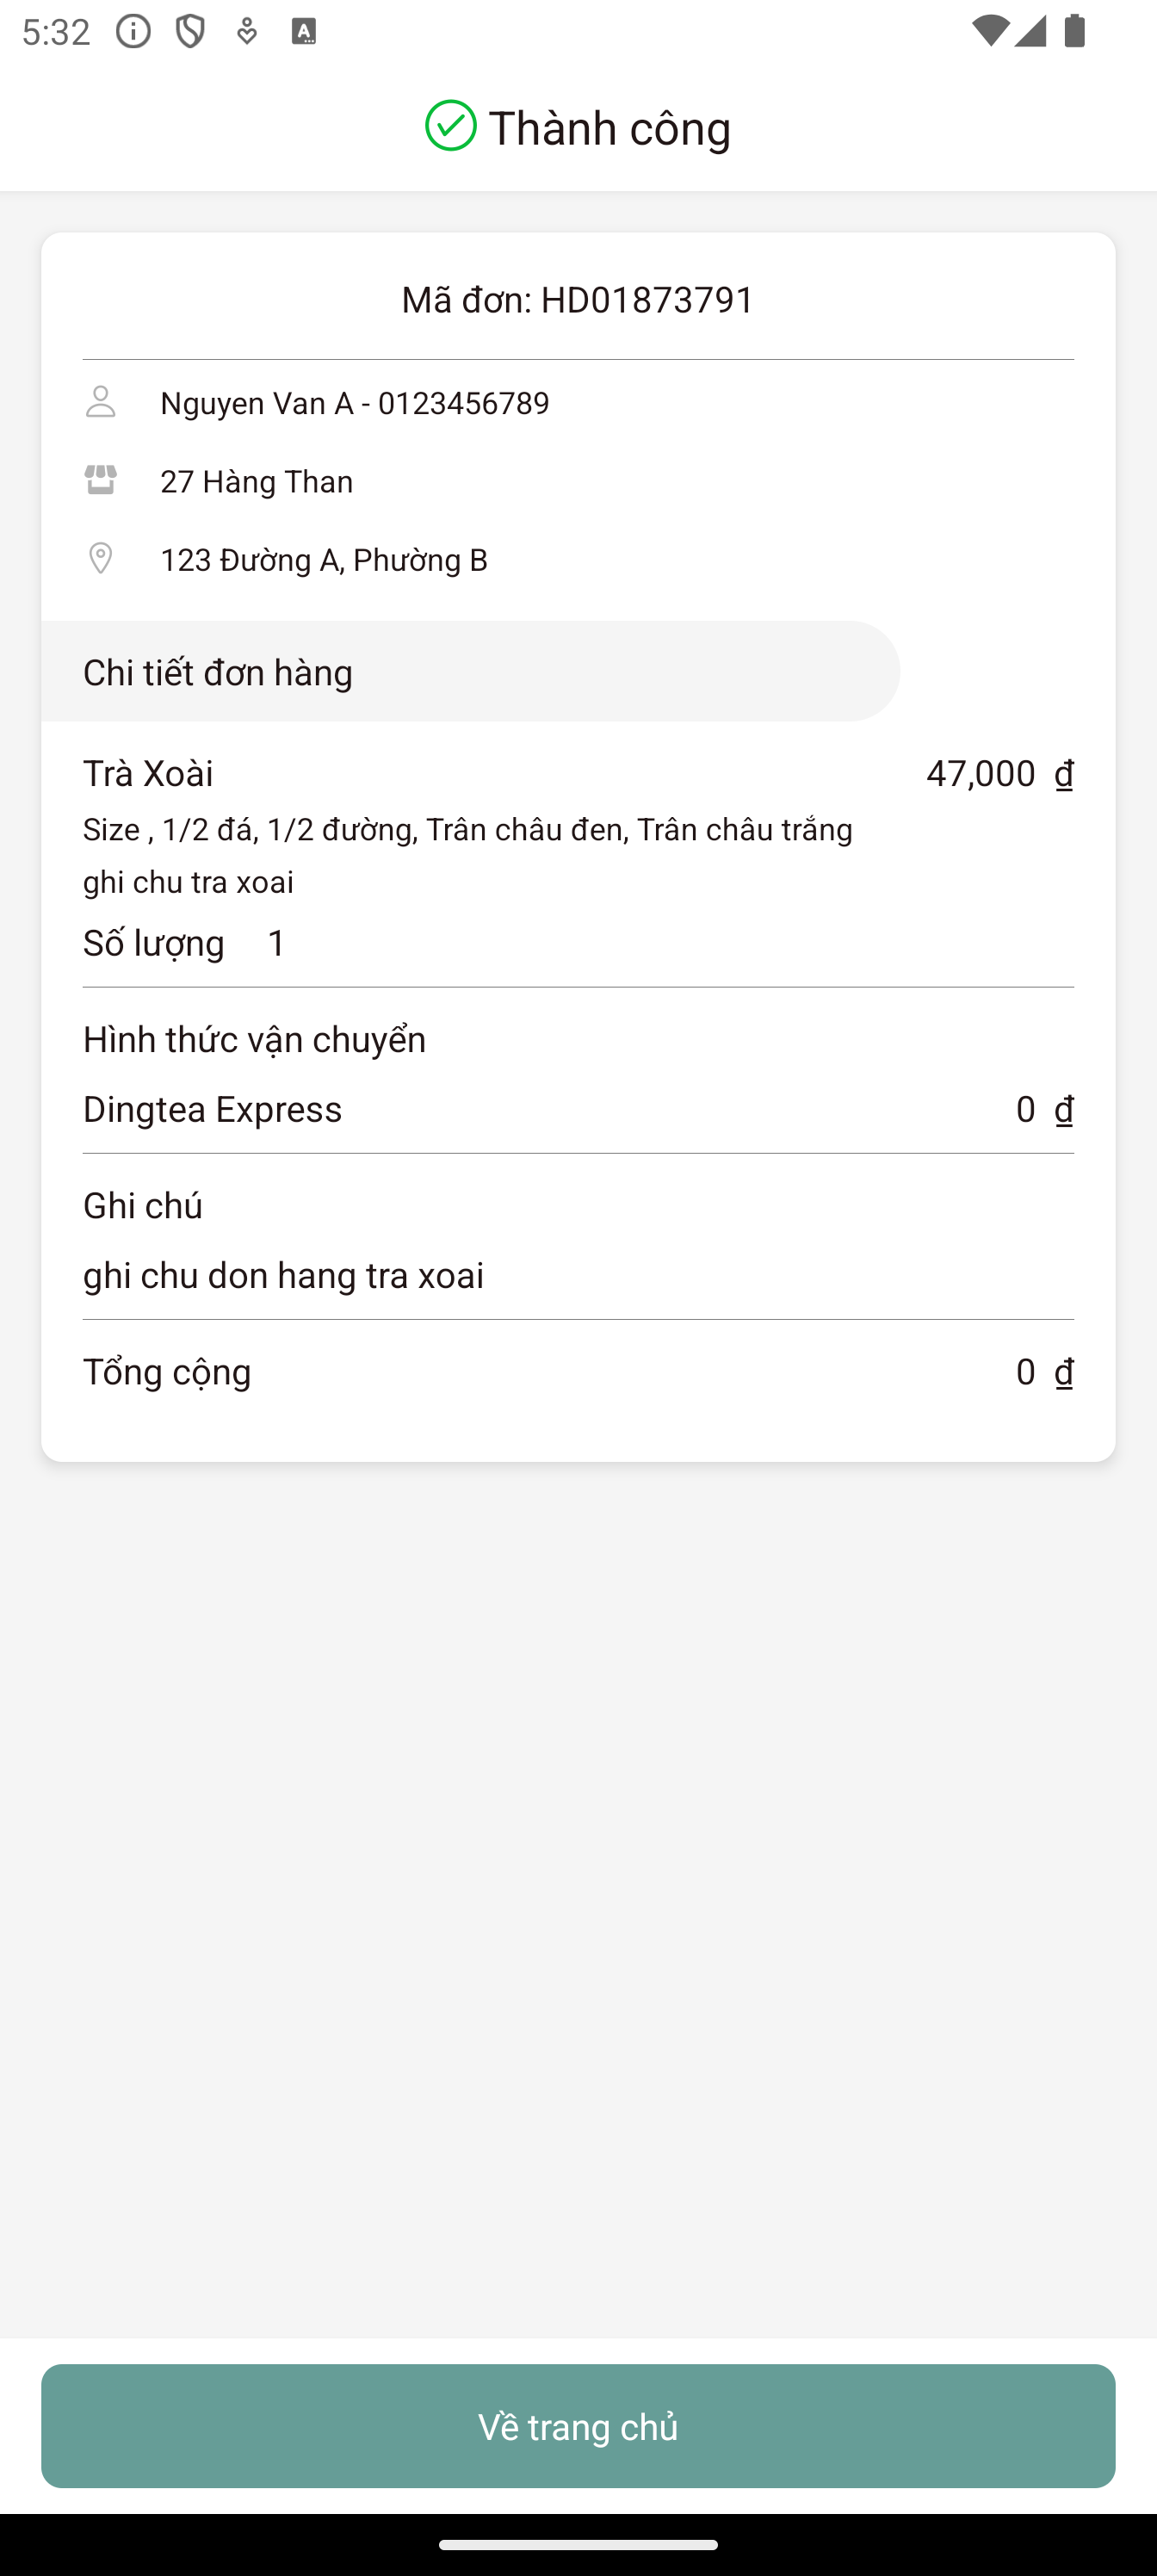 5:32
Thành công
Mã đơn: HD01873791
Nguyen Van A - 0123456789
27 Hàng Than
123 Đường A, Phường B
Chi tiết đơn hàng
Trà Xoài 47,000 ₫
Size , 1/2 đá, 1/2 đường, Trân châu đen, Trân châu trắng
ghi chu tra xoai
Số lượng 1
Hình thức vận chuyển
Dingtea Express 0 ₫
Ghi chú
ghi chu don hang tra xoai
Tổng cộng 0 ₫
Về trang chủ